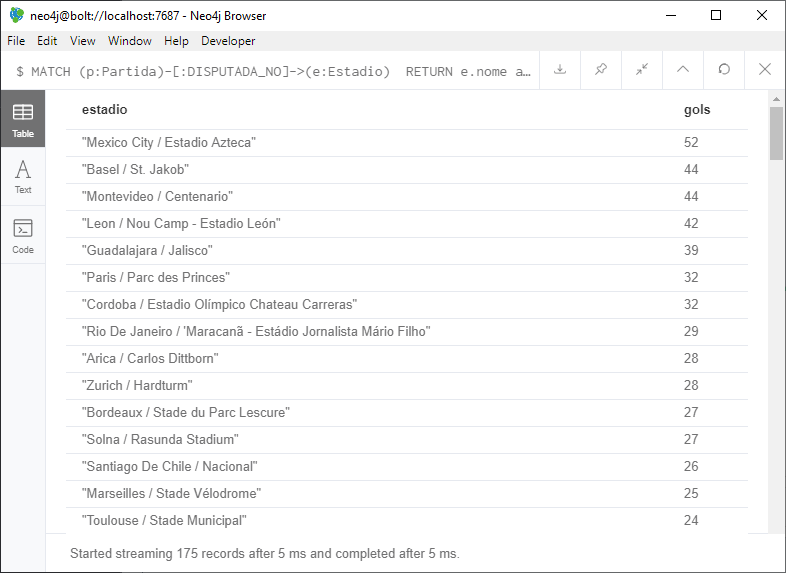 neo4j@bolt://localhost:7687 - Neo4j Browser
File Edit View Window Help Developer
$ MATCH (p:Partida)-[:DISPUTADA_NO]->(e:Estadio) RETURN e.nome a…
Table
Text
Code
estadio gols
"Mexico City / Estadio Azteca" 52
"Basel / St. Jakob" 44
"Montevideo / Centenario" 44
"Leon / Nou Camp - Estadio León" 42
"Guadalajara / Jalisco" 39
"Paris / Parc des Princes" 32
"Cordoba / Estadio Olímpico Chateau Carreras" 32
"Rio De Janeiro / 'Maracanã - Estádio Jornalista Mário Filho" 29
"Arica / Carlos Dittborn" 28
"Zurich / Hardturm" 28
"Bordeaux / Stade du Parc Lescure" 27
"Solna / Rasunda Stadium" 27
"Santiago De Chile / Nacional" 26
"Marseilles / Stade Vélodrome" 25
"Toulouse / Stade Municipal" 24
Started streaming 175 records after 5 ms and completed after 5 ms.